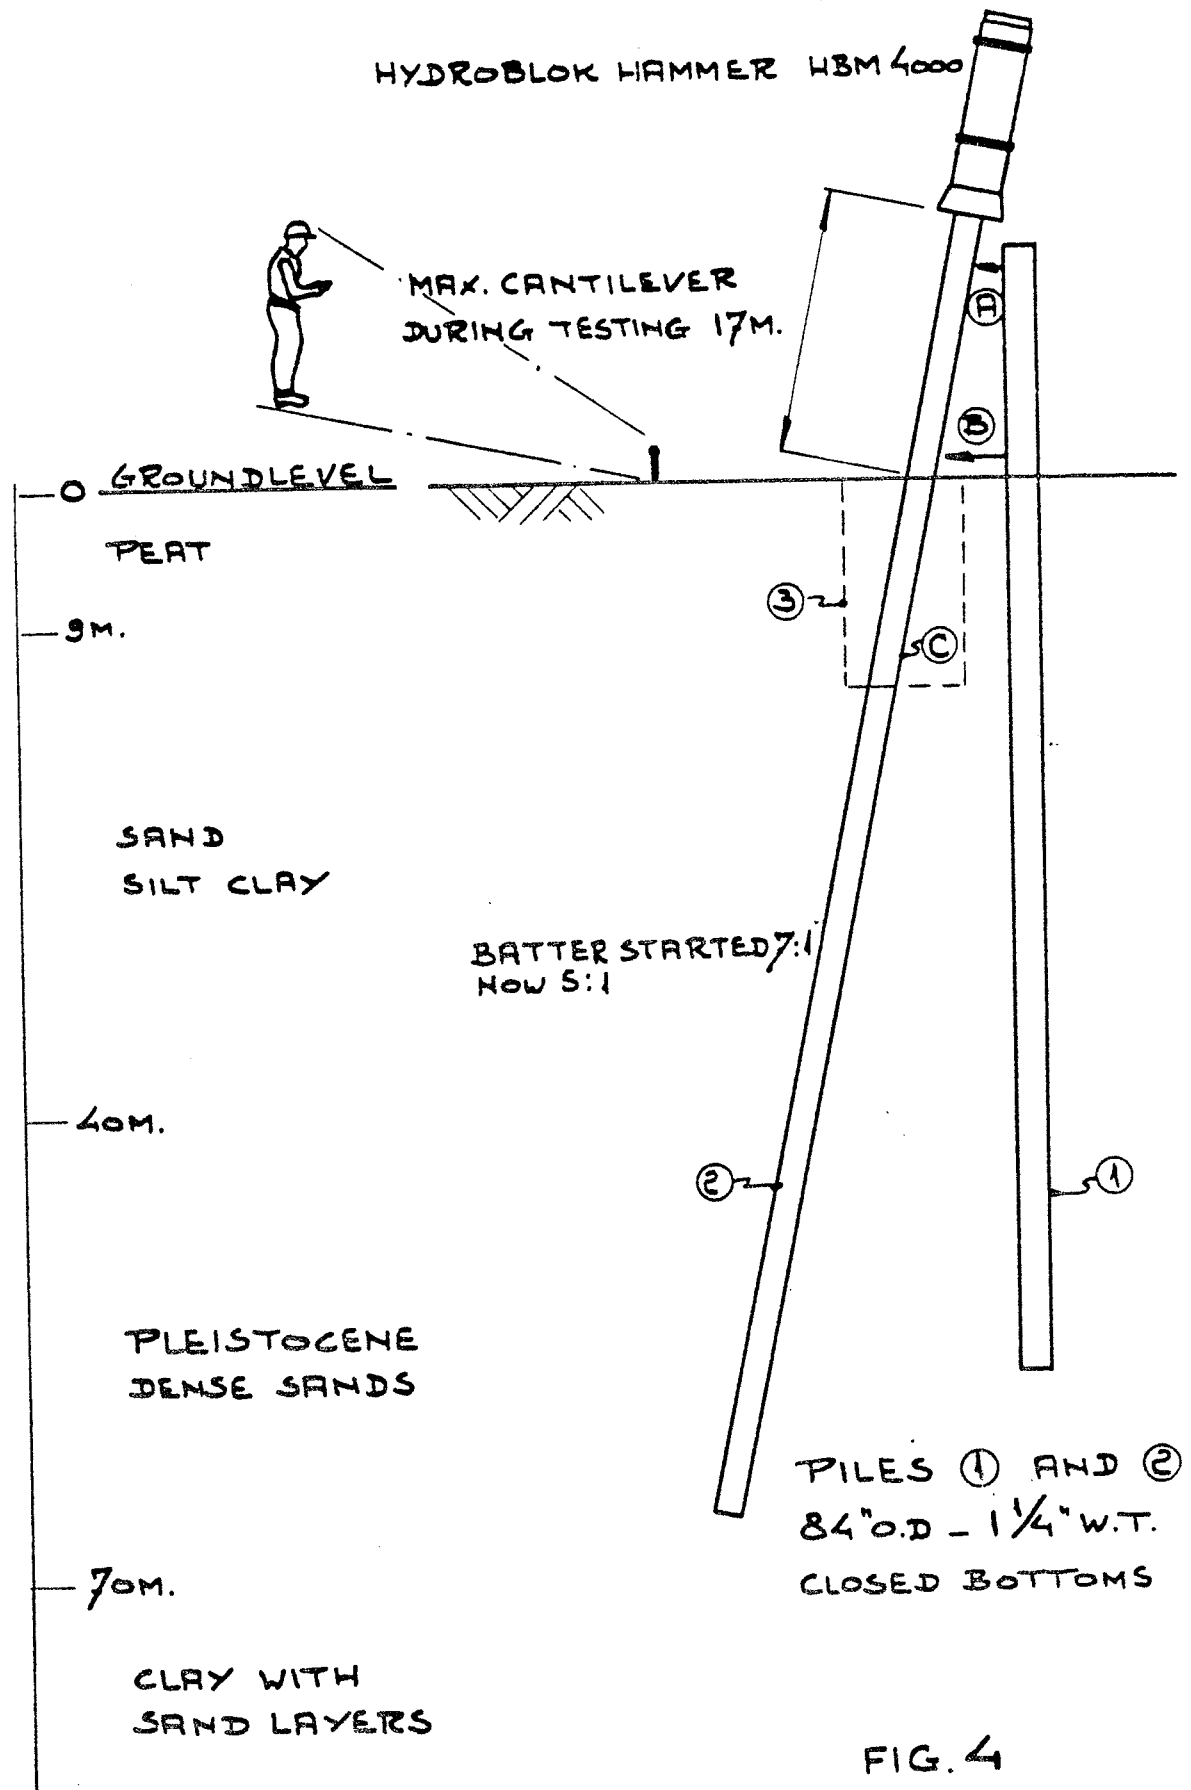 HYDROBLOK HAMMER HBM 4000
MAX. CANTILEVER
DURING TESTING 17M.
A
B
0 GROUNDLEVEL
PEAT
3
9M.
C
SAND
SILT CLAY
BATTER STARTED 7:1
NOW 5:1
40M.
2
1
PLEISTOCENE
DENSE SANDS
PILES 1 AND 2
84"O.D - 1 1/4" W.T.
CLOSED BOTTOMS
70M.
CLAY WITH
SAND LAYERS
FIG. 4